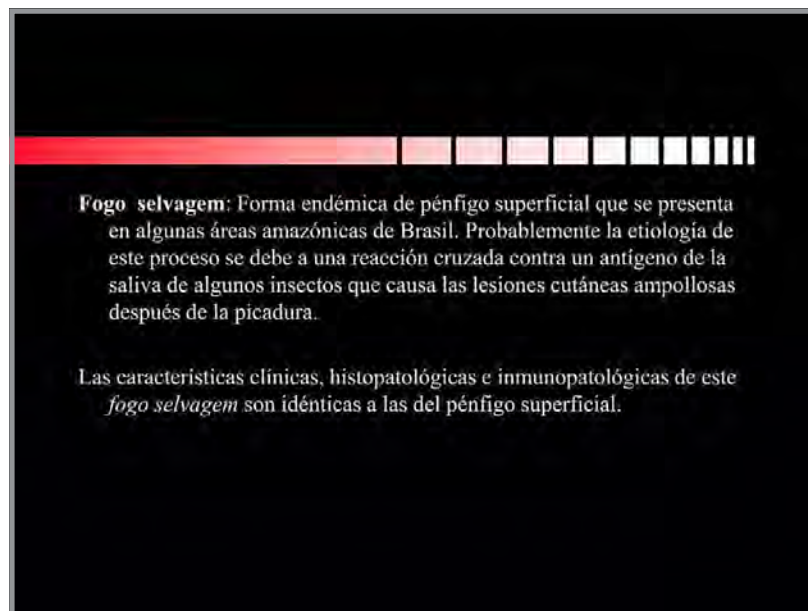 Fogo selvagem: Forma endémica de pénfigo superficial que se presenta
en algunas áreas amazónicas de Brasil. Probablemente la etiología de
este proceso se debe a una reacción cruzada contra un antígeno de la
saliva de algunos insectos que causa las lesiones cutáneas ampollosas
después de la picadura.
Las características clínicas, histopatológicas e inmunopatológicas de este
fogo selvagem son idénticas a las del pénfigo superficial.